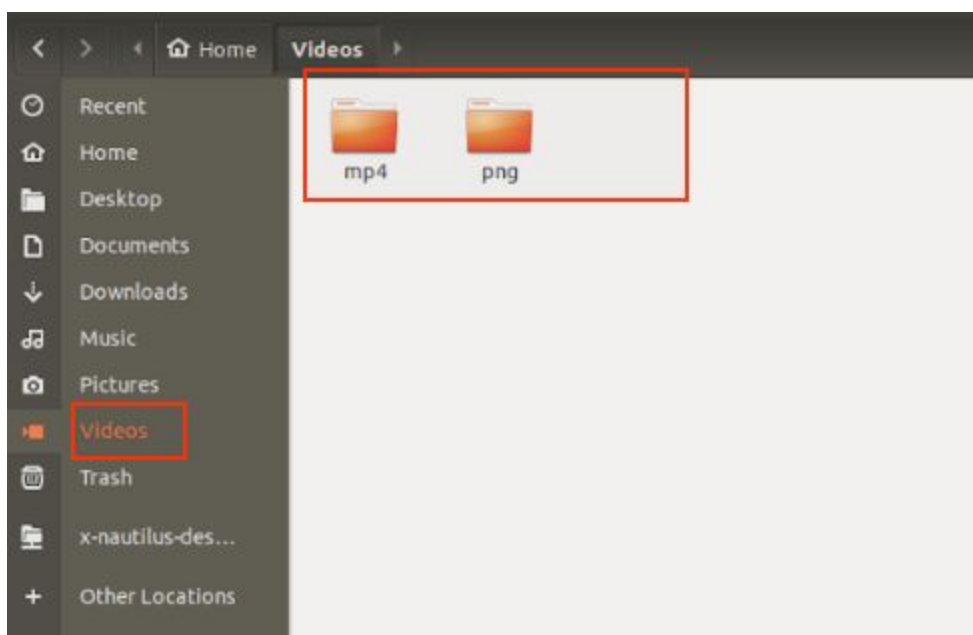 Home Videos
Recent
Home
Desktop
Documents
Downloads
Music
Pictures
Videos
Trash
x-nautilus-des...
Other Locations
mp4 png